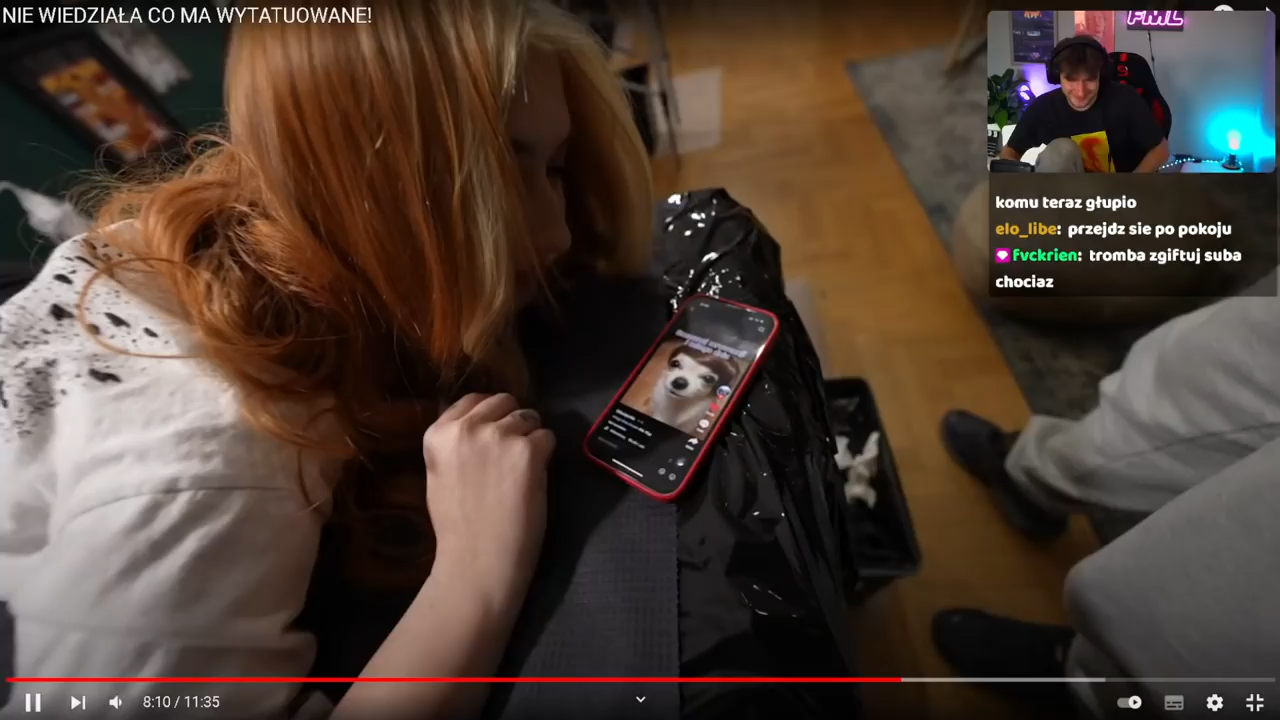 NIE WIEDZIAŁA CO MA WYTATUOWANE!
FML
komu teraz głupio
elo_libe: przejdz sie po pokoju
fvckrien: tromba zgiftuj suba
chociaz
8:10 / 11:35